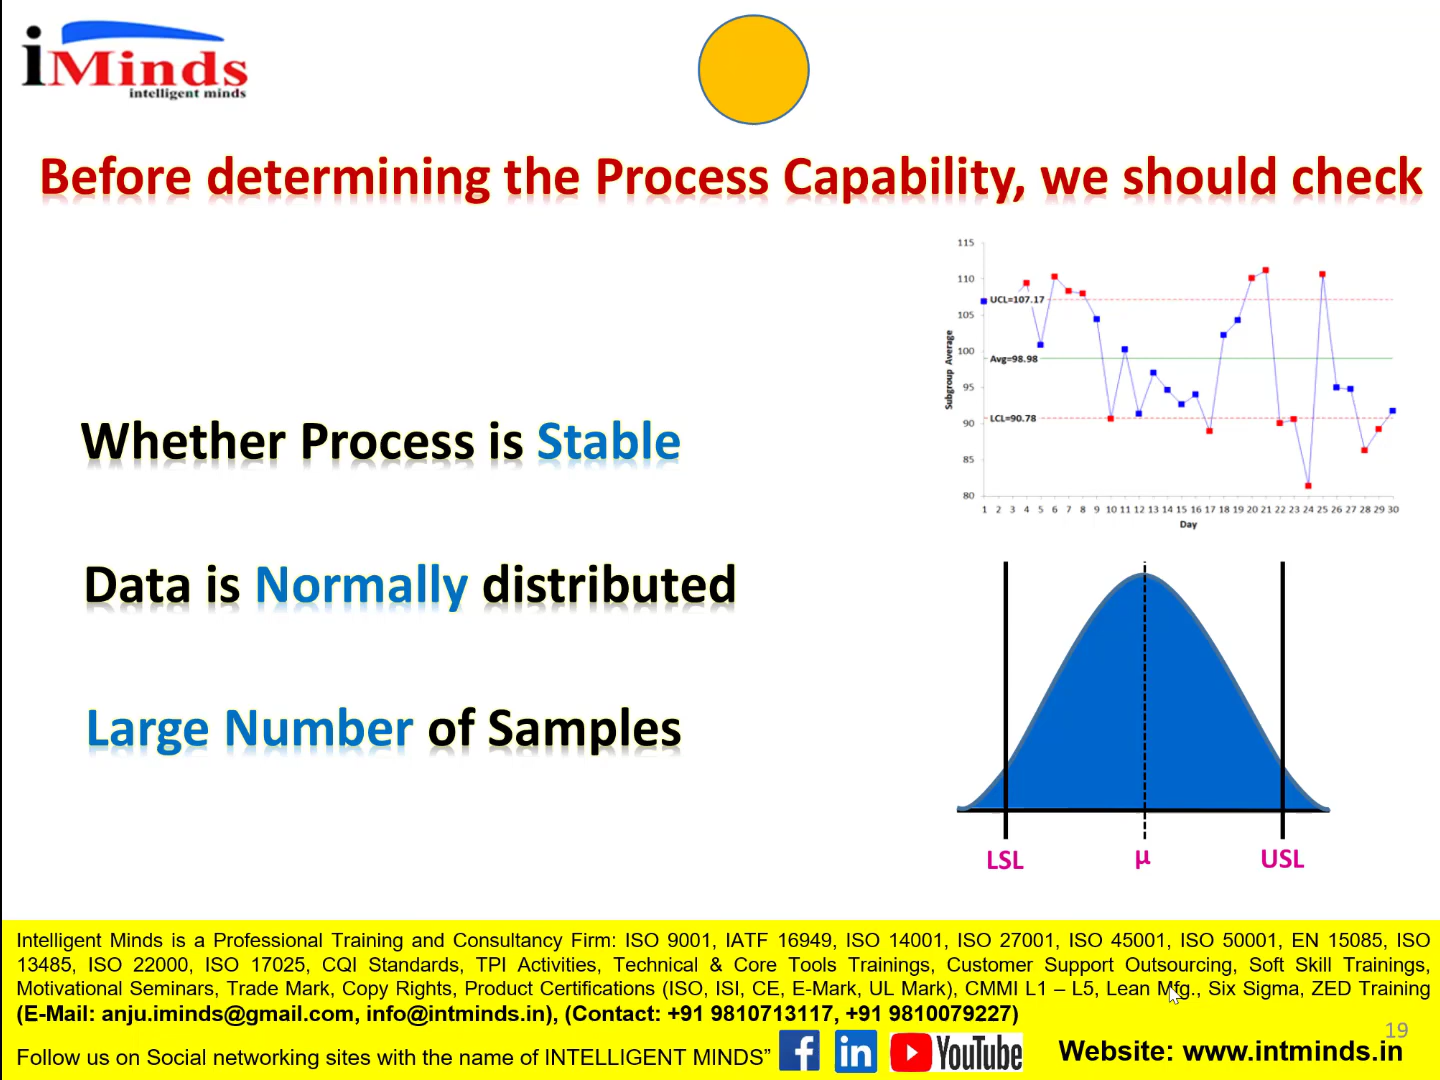 iMinds
intelligent minds
Before determining the Process Capability, we should check
Whether Process is Stable
Data is Normally distributed
Large Number of Samples
115
110
105
100
95
90
85
80
UCL=107.17
Avg=98.98
LCL=90.78
Subgroup Average
1 2 3 4 5 6 7 8 9 10 11 12 13 14 15 16 17 18 19 20 21 22 23 24 25 26 27 28 29 30
Day
LSL μ USL
Intelligent Minds is a Professional Training and Consultancy Firm: ISO 9001, IATF 16949, ISO 14001, ISO 27001, ISO 45001, ISO 50001, EN 15085, ISO
13485, ISO 22000, ISO 17025, CQI Standards, TPI Activities, Technical & Core Tools Trainings, Customer Support Outsourcing, Soft Skill Trainings,
Motivational Seminars, Trade Mark, Copy Rights, Product Certifications (ISO, ISI, CE, E-Mark, UL Mark), CMMI L1 – L5, Lean Mfg., Six Sigma, ZED Training
(E-Mail: anju.iminds@gmail.com, info@intminds.in), (Contact: +91 9810713117, +91 9810079227)
19
Follow us on Social networking sites with the name of INTELLIGENT MINDS” f in YouTube Website: www.intminds.in